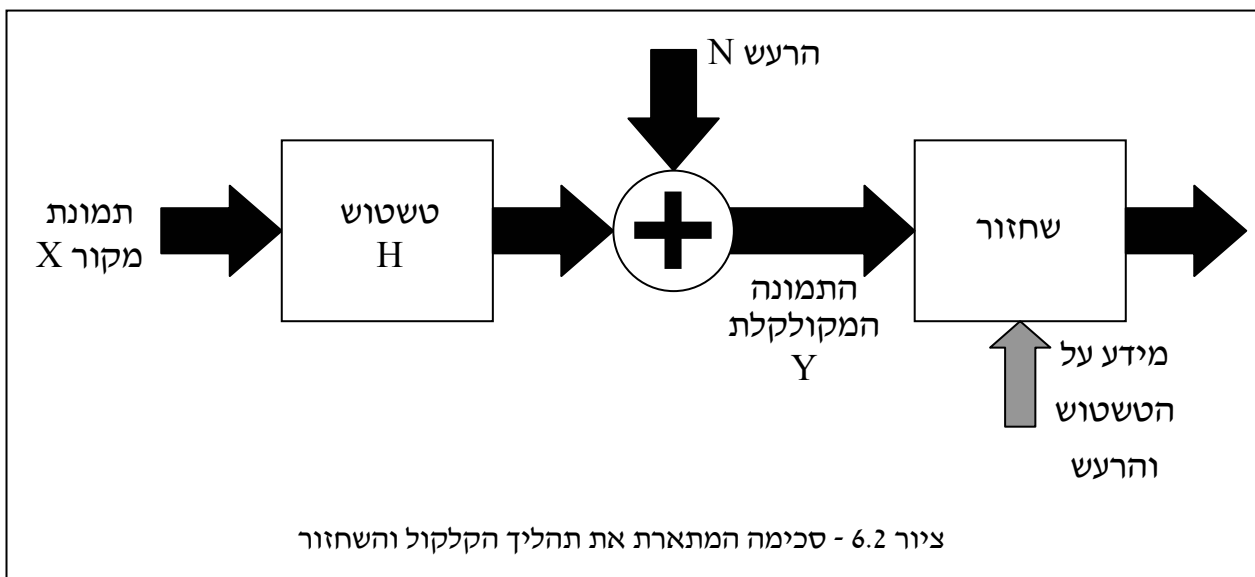 הרעש N
תמונת
מקור X
טשטוש
H
התמונה
המקולקלת
Y
שחזור
מידע על
הטשטוש
והרעש
ציור 6.2 - סכימה המתארת את תהליך הקלקול והשחזור